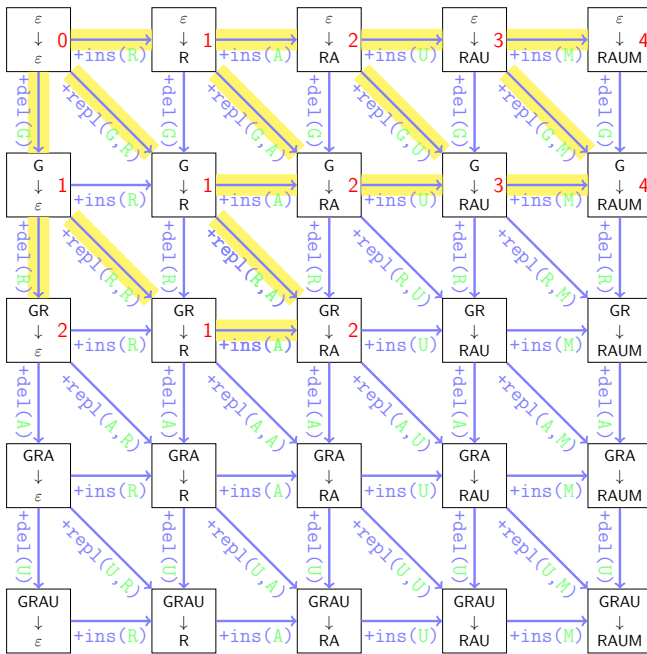 ε ε ε ε ε
↓ 0 ↓ 1 ↓ 2 ↓ 3 ↓ 4
ε +ins(R) R +ins(A) RA +ins(U) RAU +ins(M) RAUM
+del(G) +repl(G,R) +del(G) +repl(G,A) +del(G) +repl(G,U) +del(G) +repl(G,M) +del(G)
G G G G G
↓ 1 ↓ 1 ↓ 2 ↓ 3 ↓ 4
ε +ins(R) R +ins(A) RA +ins(U) RAU +ins(M) RAUM
+del(R) +repl(R,R) +del(R) +repl(R,A) +del(R) +repl(R,U) +del(R) +repl(R,M) +del(R)
GR GR GR GR GR
↓ 2 ↓ 1 ↓ 2 ↓ ↓
ε +ins(R) R +ins(A) RA +ins(U) RAU +ins(M) RAUM
+del(A) +repl(A,R) +del(A) +repl(A,A) +del(A) +repl(A,U) +del(A) +repl(A,M) +del(A)
GRA GRA GRA GRA GRA
↓ ↓ ↓ ↓ ↓
ε +ins(R) R +ins(A) RA +ins(U) RAU +ins(M) RAUM
+del(U) +repl(U,R) +del(U) +repl(U,A) +del(U) +repl(U,U) +del(U) +repl(U,M) +del(U)
GRAU GRAU GRAU GRAU GRAU
↓ ↓ ↓ ↓ ↓
ε +ins(R) R +ins(A) RA +ins(U) RAU +ins(M) RAUM